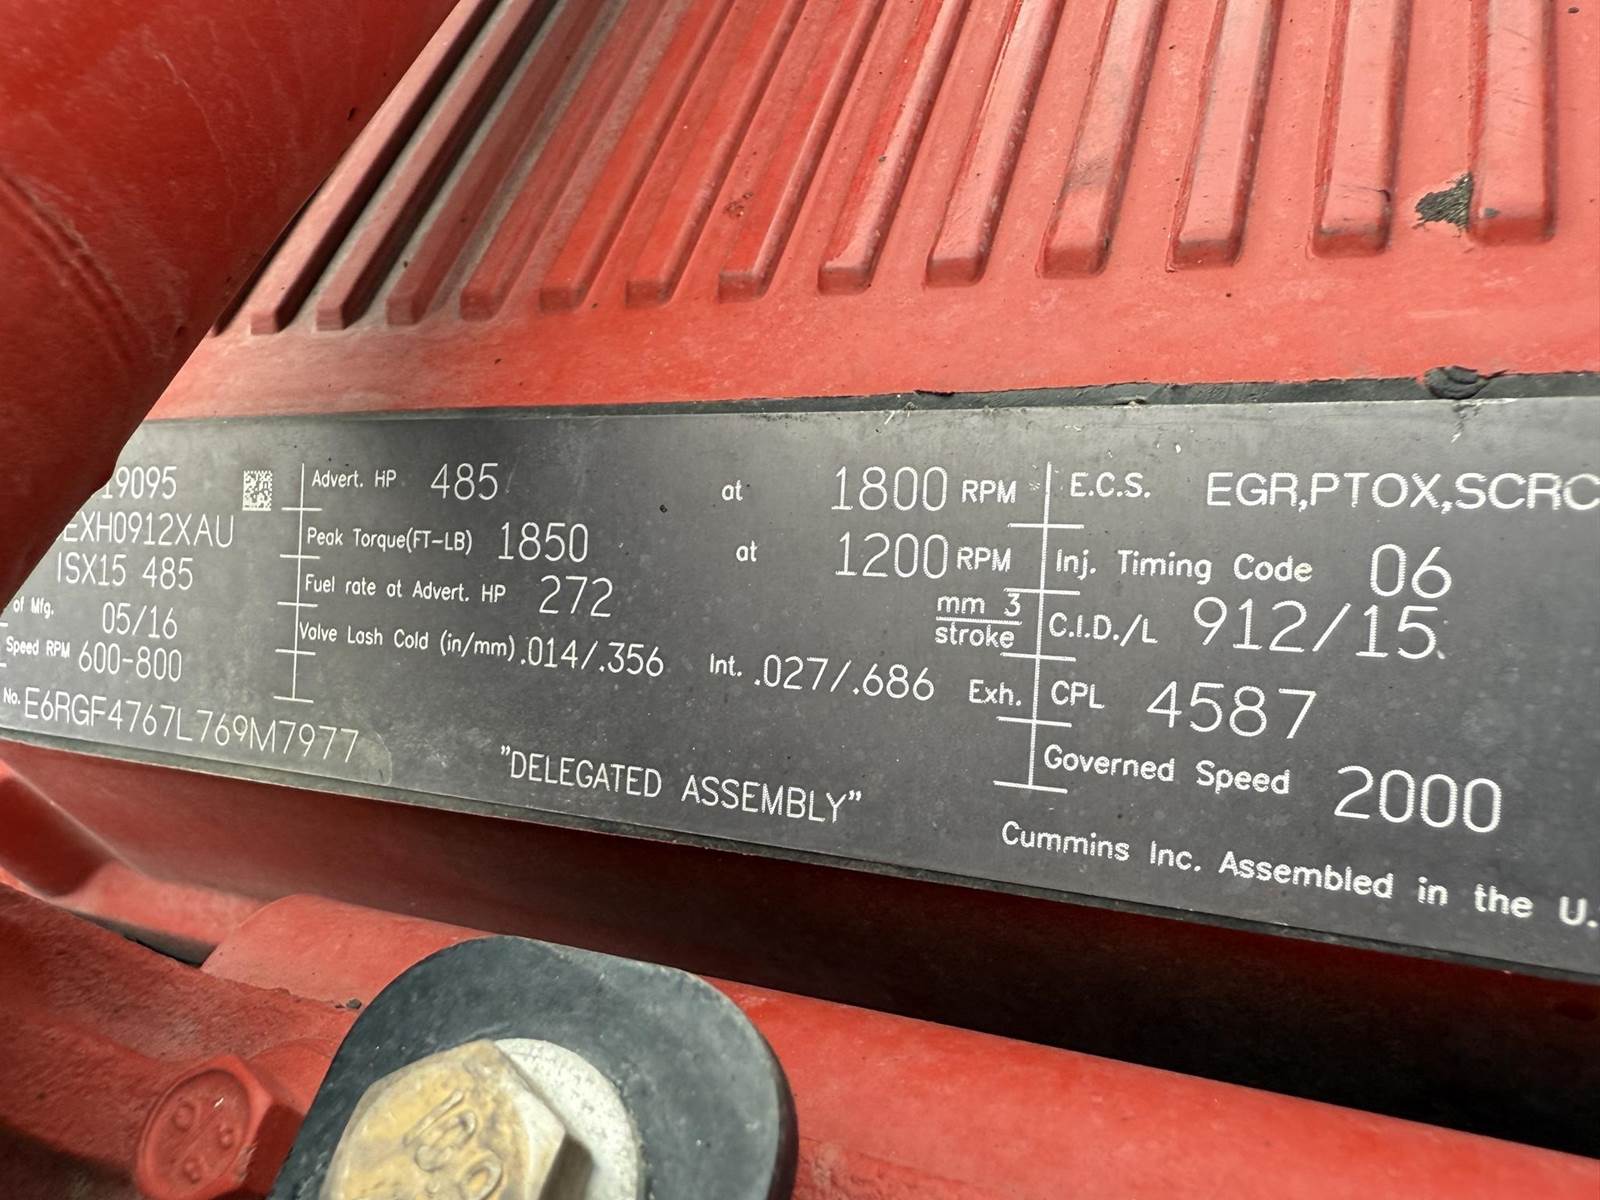 19095
EXH0912XAU
ISX15 485
of Mfg. 05/16
Speed RPM 600-800
No. E6RGF4767L769M7977
Advert. HP 485 at 1800 RPM
Peak Torque(FT-LB) 1850 at 1200 RPM
Fuel rate at Advert. HP 272 mm 3 stroke
Valve Lash Cold (in/mm) .014/.356 Int. .027/.686 Exh.
"DELEGATED ASSEMBLY"
E.C.S. EGR,PTOX,SCRC
Inj. Timing Code 06
C.I.D./L 912/15
CPL 4587
Governed Speed 2000
Cummins Inc. Assembled in the U.